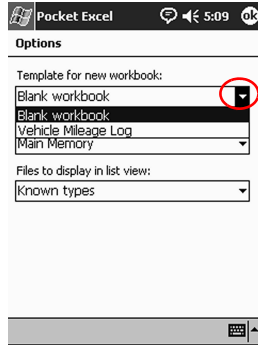 Pocket Excel 5:09 ok
Options
Template for new workbook:
Blank workbook
Blank workbook
Vehicle Mileage Log
Main Memory
Files to display in list view:
Known types